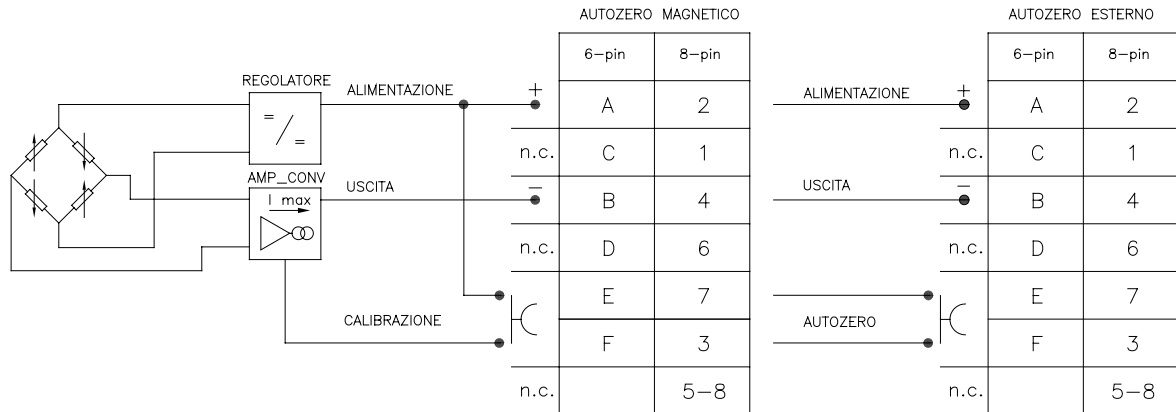 AUTOZERO MAGNETICO
6-pin 8-pin
REGOLATORE
= / =
ALIMENTAZIONE
+ A 2
n.c. C 1
AMP_CONV
I max
USCITA
– B 4
n.c. D 6
E 7
CALIBRAZIONE
F 3
n.c. 5-8
AUTOZERO ESTERNO
6-pin 8-pin
ALIMENTAZIONE
+ A 2
n.c. C 1
USCITA
– B 4
n.c. D 6
E 7
AUTOZERO
F 3
n.c. 5-8